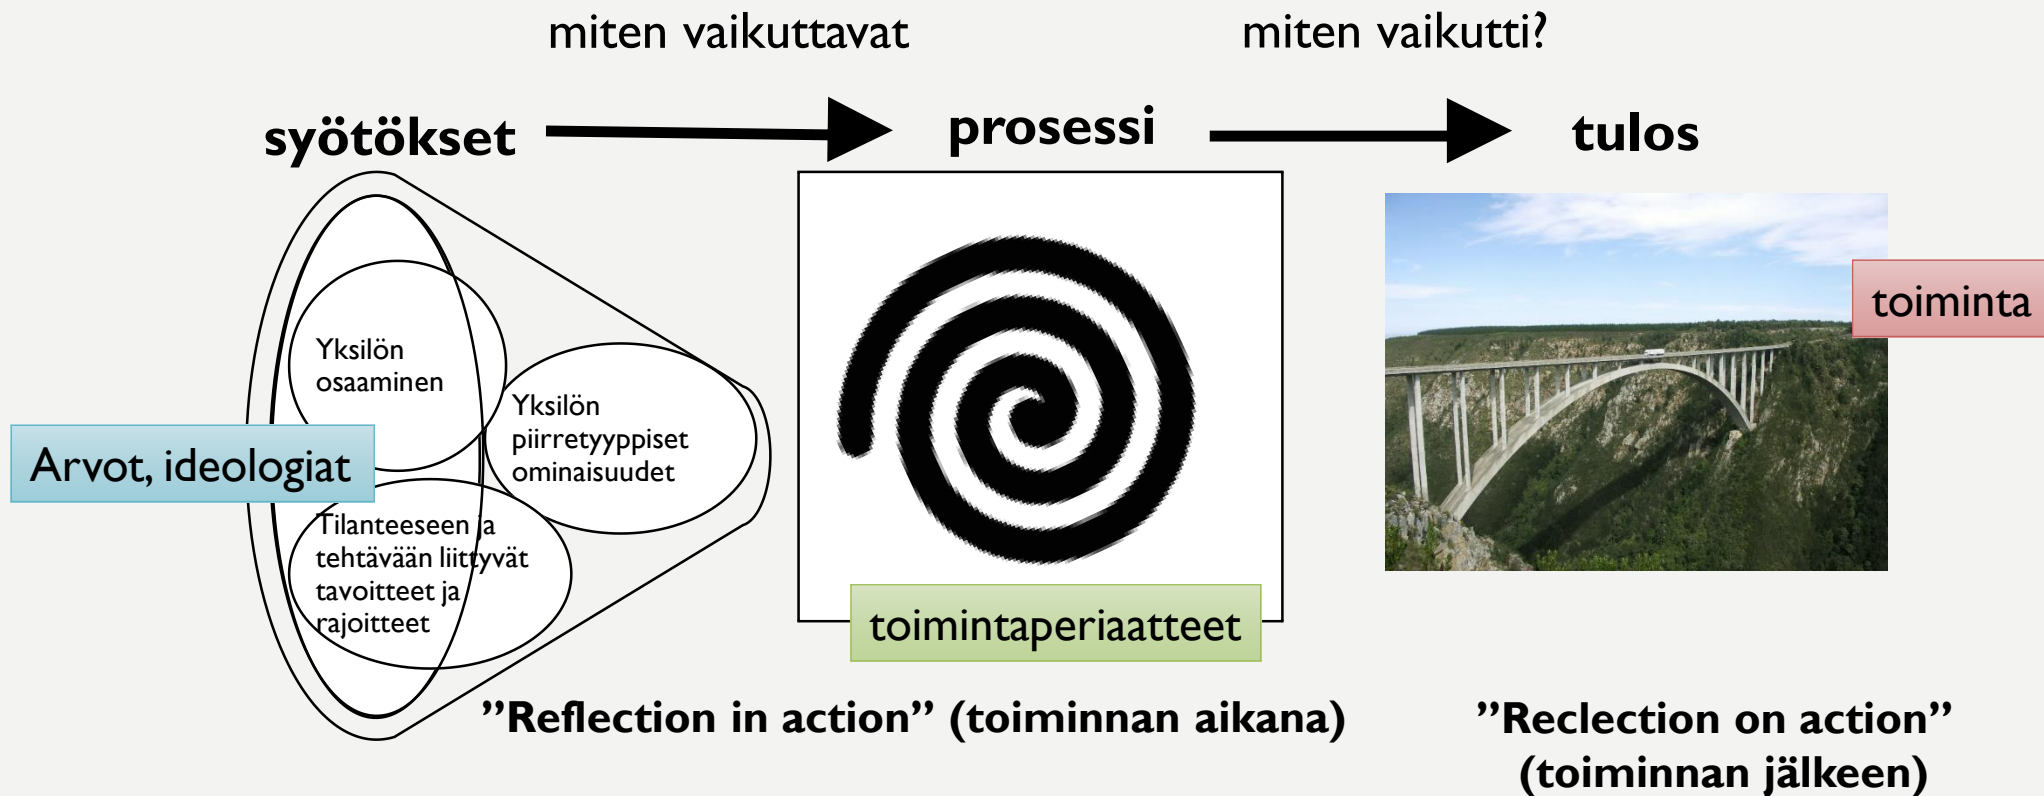 miten vaikuttavat
miten vaikutti?
syötökset
prosessi
tulos
Yksilön
osaaminen
Yksilön
piirretyyppiset
ominaisuudet
Arvot, ideologiat
Tilanteeseen ja
tehtävään liittyvät
tavoitteet ja
rajoitteet
toimintaperiaatteet
toiminta
”Reflection in action” (toiminnan aikana)
”Reclection on action”
(toiminnan jälkeen)